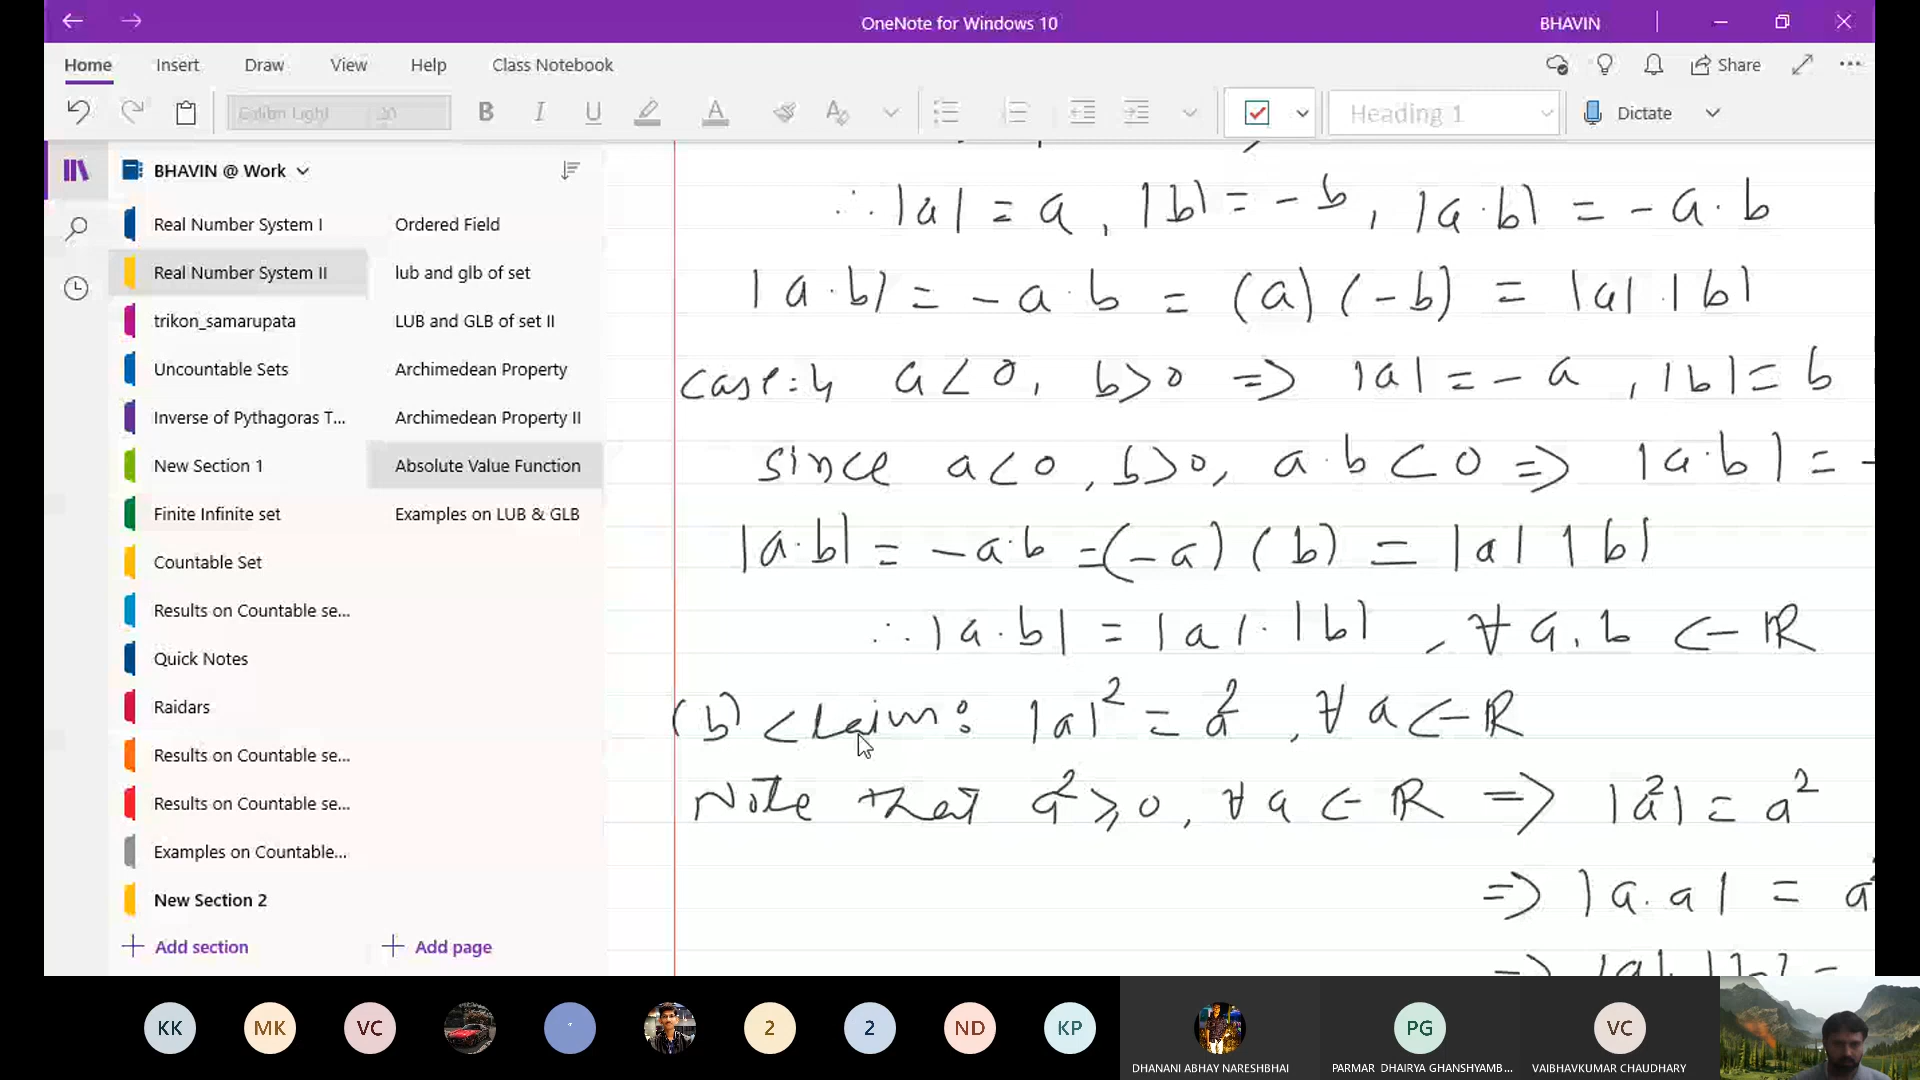 OneNote for Windows 10
BHAVIN
Home Insert Draw View Help Class Notebook
Share
Calibri Light 20
B I U A
Heading 1
Dictate
BHAVIN @ Work
Real Number System I
Real Number System II
trikon_samarupata
Uncountable Sets
Inverse of Pythagoras T...
New Section 1
Finite Infinite set
Countable Set
Results on Countable se...
Quick Notes
Raidars
Results on Countable se...
Results on Countable se...
Examples on Countable...
New Section 2
+ Add section
Ordered Field
lub and glb of set
LUB and GLB of set II
Archimedean Property
Archimedean Property II
Absolute Value Function
Examples on LUB & GLB
+ Add page
∴ |a| = a , |b| = -b , |a·b| = -a·b
|a·b| = -a·b = (a)(-b) = |a|·|b|
case:4 a<0, b>0 => |a| = -a , |b| = b
since a<0, b>0, a·b<0 => |a·b| = -
|a·b| = -a·b = (-a)(b) = |a| |b|
∴ |a·b| = |a|·|b| , ∀ a,b ∈ ℝ
(b) claim: |a|² = a² , ∀ a ∈ ℝ
Note that a² ≥ 0, ∀ a ∈ ℝ => |a²| = a²
=> |a.a| = a²
KK MK VC 2 2 ND KP PG VC
DHANANI ABHAY NARESHBHAI
PARMAR DHAIRYA GHANSHYAMB...
VAIBHAVKUMAR CHAUDHARY